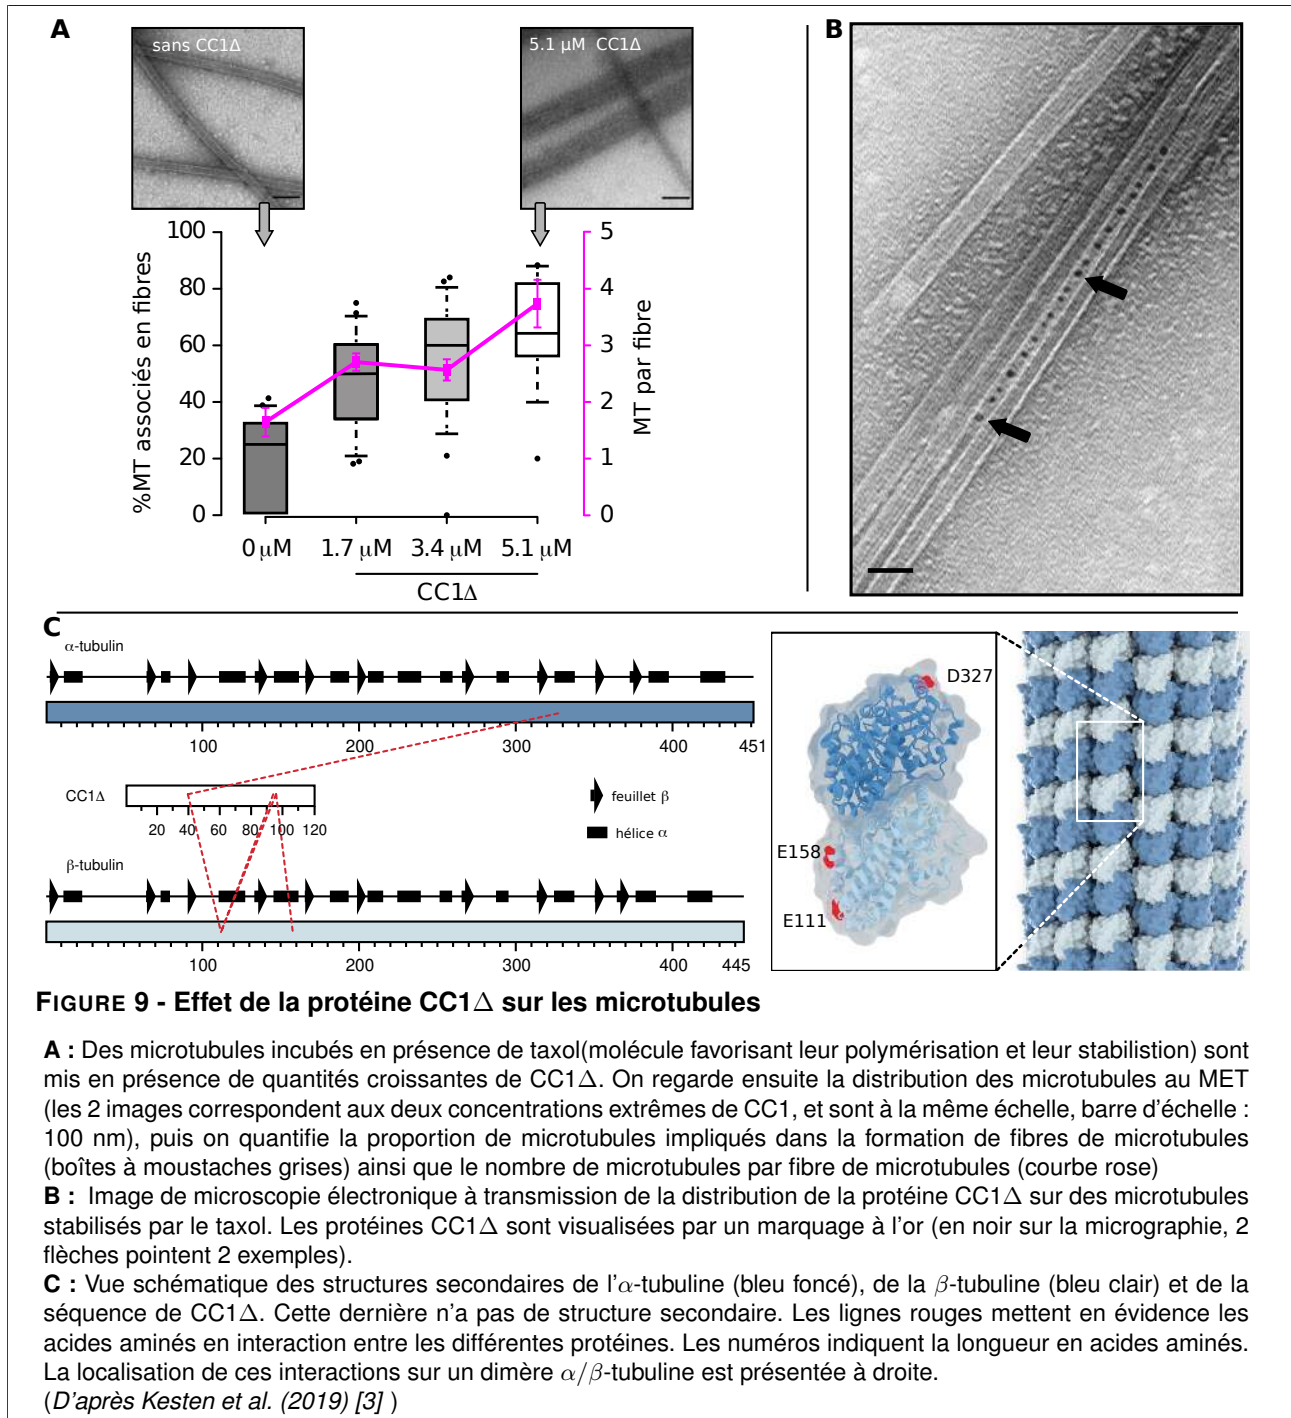 A
sans CC1Δ
5.1 μM CC1Δ
B
%MT associés en fibres
100
80
60
40
20
0
5
4
3
2
1
0
MT par fibre
0 μM
1.7 μM
3.4 μM
5.1 μM
CC1Δ
C
α-tubulin
100
200
300
400
451
CC1Δ
20
40
60
80
100
120
feuillet β
hélice α
β-tubulin
100
200
300
400
445
D327
E158
E111
FIGURE 9 - Effet de la protéine CC1Δ sur les microtubules
A : Des microtubules incubés en présence de taxol(molécule favorisant leur polymérisation et leur stabilistion) sont
mis en présence de quantités croissantes de CC1Δ. On regarde ensuite la distribution des microtubules au MET
(les 2 images correspondent aux deux concentrations extrêmes de CC1, et sont à la même échelle, barre d'échelle :
100 nm), puis on quantifie la proportion de microtubules impliqués dans la formation de fibres de microtubules
(boîtes à moustaches grises) ainsi que le nombre de microtubules par fibre de microtubules (courbe rose)
B : Image de microscopie électronique à transmission de la distribution de la protéine CC1Δ sur des microtubules
stabilisés par le taxol. Les protéines CC1Δ sont visualisées par un marquage à l'or (en noir sur la micrographie, 2
flèches pointent 2 exemples).
C : Vue schématique des structures secondaires de l'α-tubuline (bleu foncé), de la β-tubuline (bleu clair) et de la
séquence de CC1Δ. Cette dernière n'a pas de structure secondaire. Les lignes rouges mettent en évidence les
acides aminés en interaction entre les différentes protéines. Les numéros indiquent la longueur en acides aminés.
La localisation de ces interactions sur un dimère α/β-tubuline est présentée à droite.
(D'après Kesten et al. (2019) [3] )